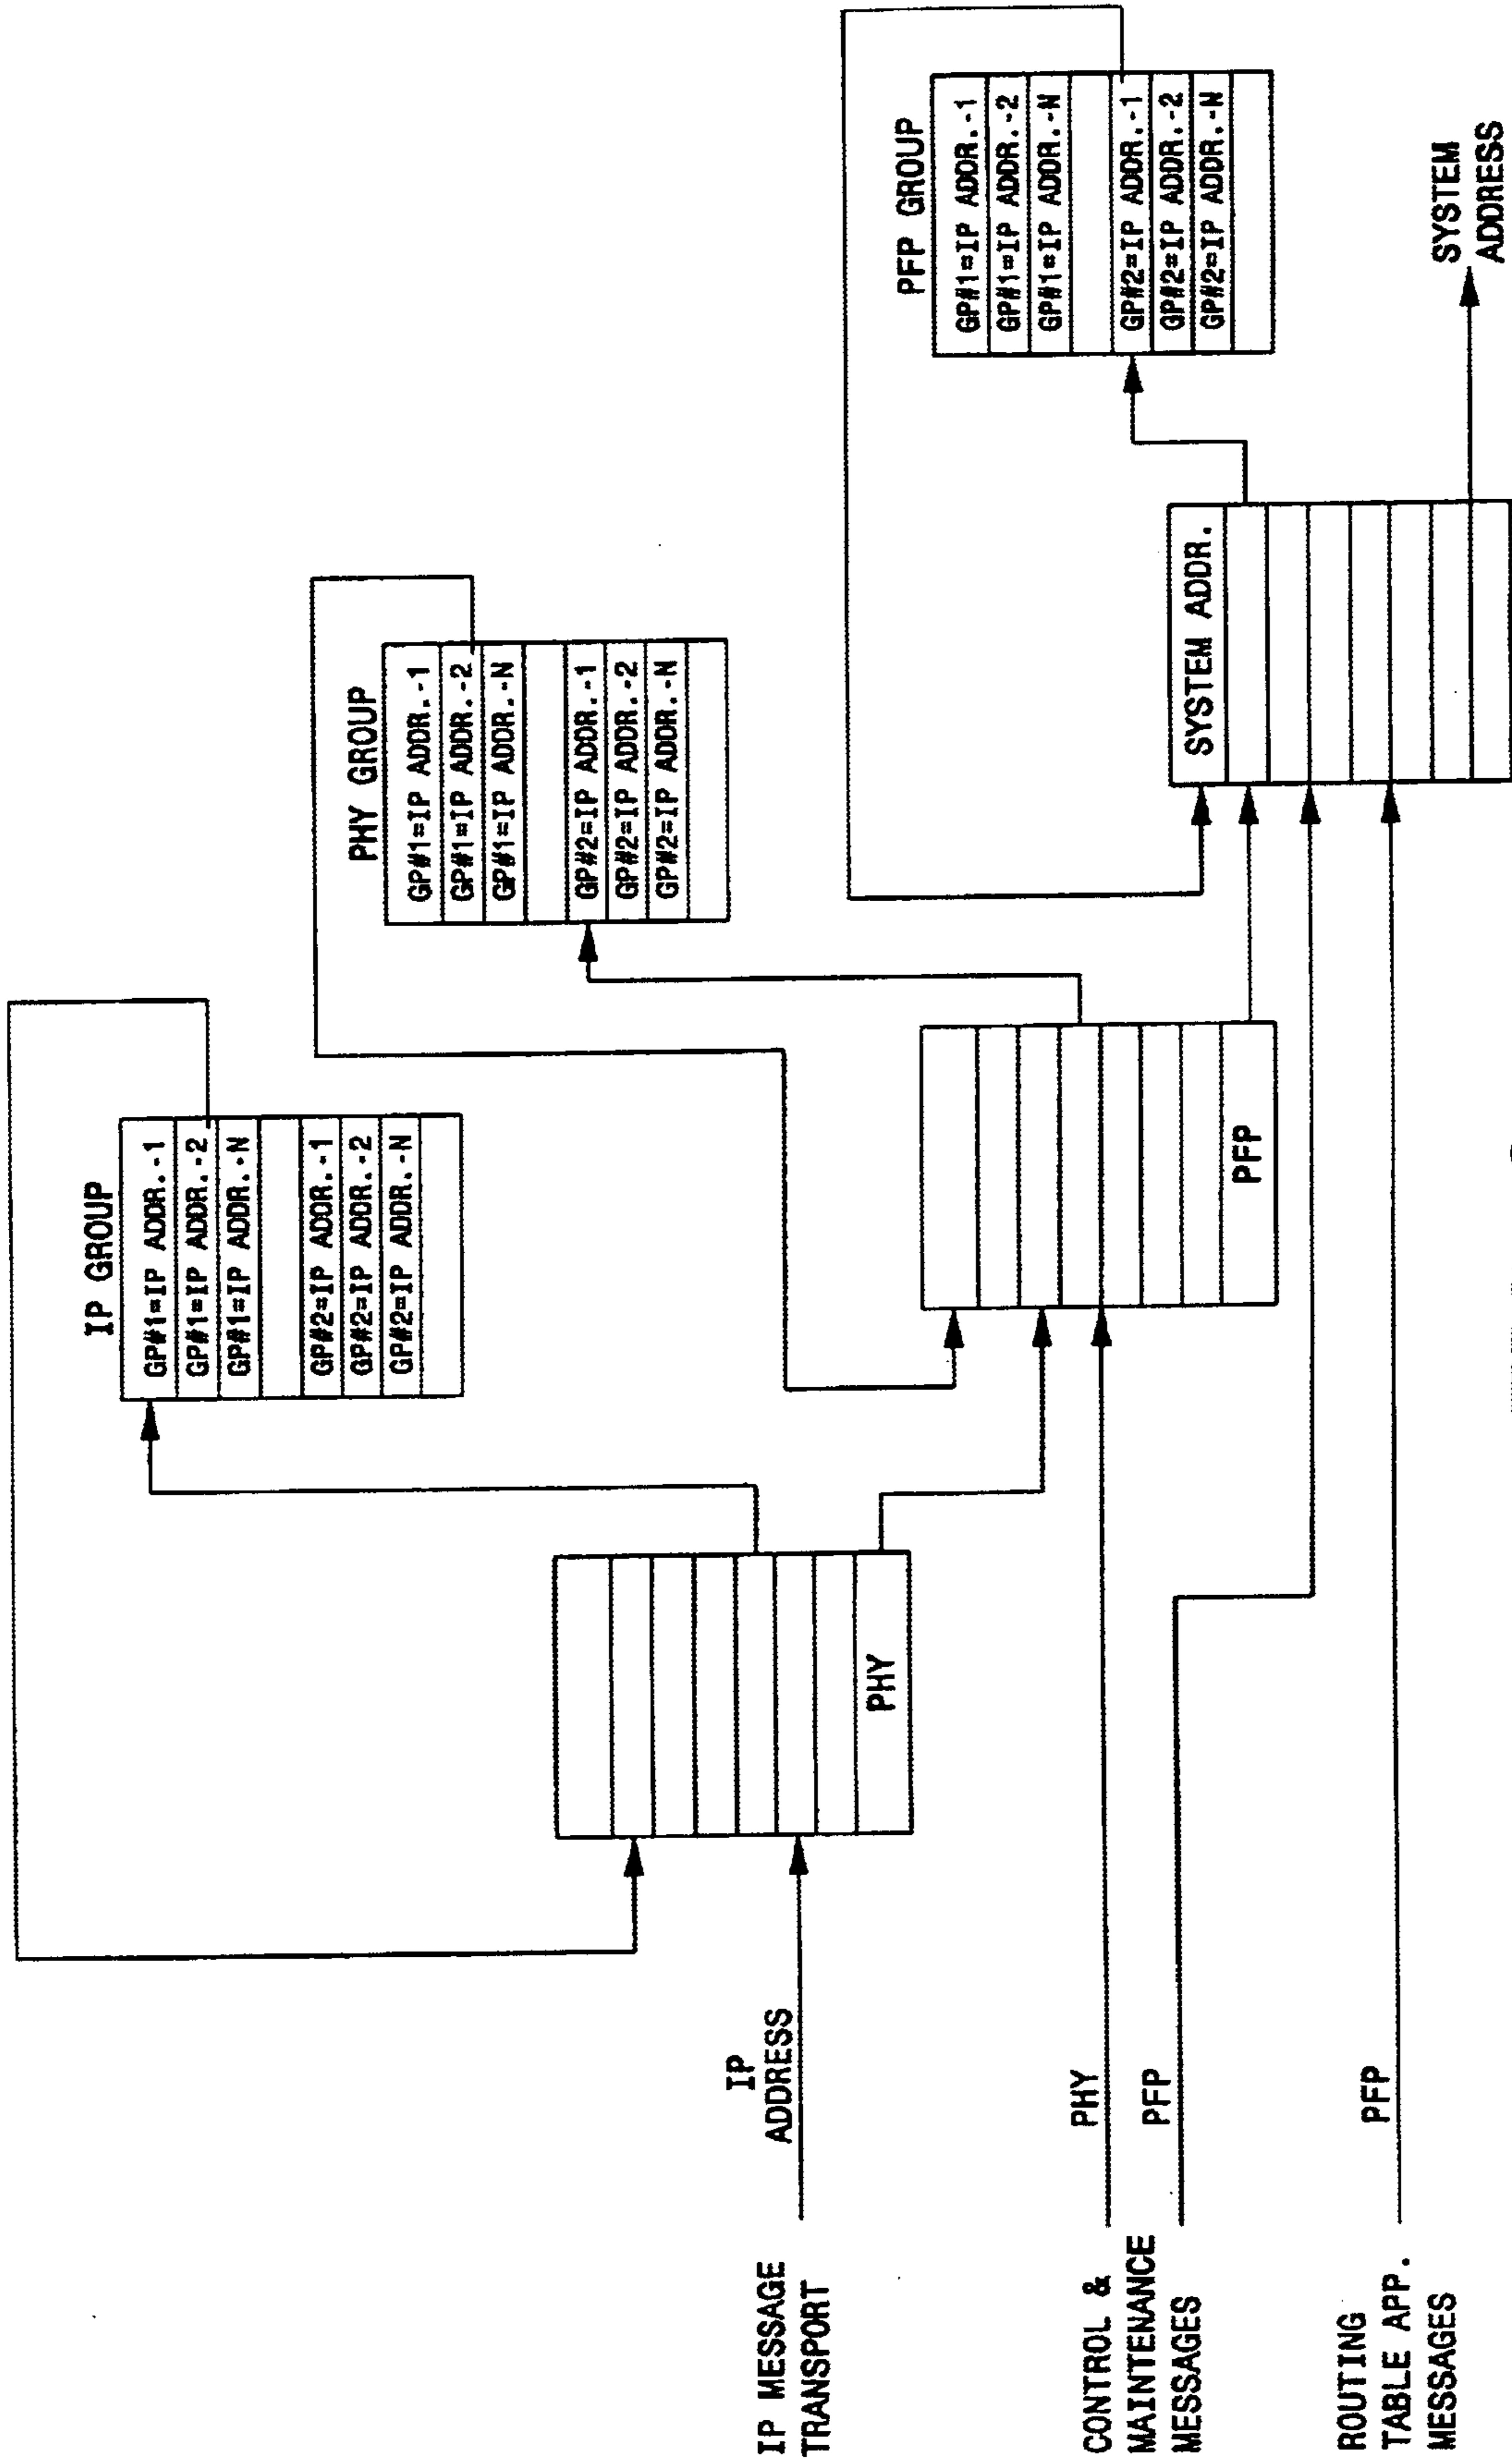 IP GROUP
GP#1=IP ADDR.-1
GP#1=IP ADDR.-2
GP#1=IP ADDR.-N
GP#2=IP ADDR.-1
GP#2=IP ADDR.-2
GP#2=IP ADDR.-N
PHY GROUP
GP#1=IP ADDR.-1
GP#1=IP ADDR.-2
GP#1=IP ADDR.-N
GP#2=IP ADDR.-1
GP#2=IP ADDR.-2
GP#2=IP ADDR.-N
PFP GROUP
GP#1=IP ADDR.-1
GP#1=IP ADDR.-2
GP#1=IP ADDR.-N
GP#2=IP ADDR.-1
GP#2=IP ADDR.-2
GP#2=IP ADDR.-N
IP MESSAGE
TRANSPORT
IP
ADDRESS
PHY
CONTROL &
MAINTENANCE
MESSAGES
PHY
PFP
PFP
ROUTING
TABLE APP.
MESSAGES
PFP
SYSTEM ADDR.
SYSTEM
ADDRESS